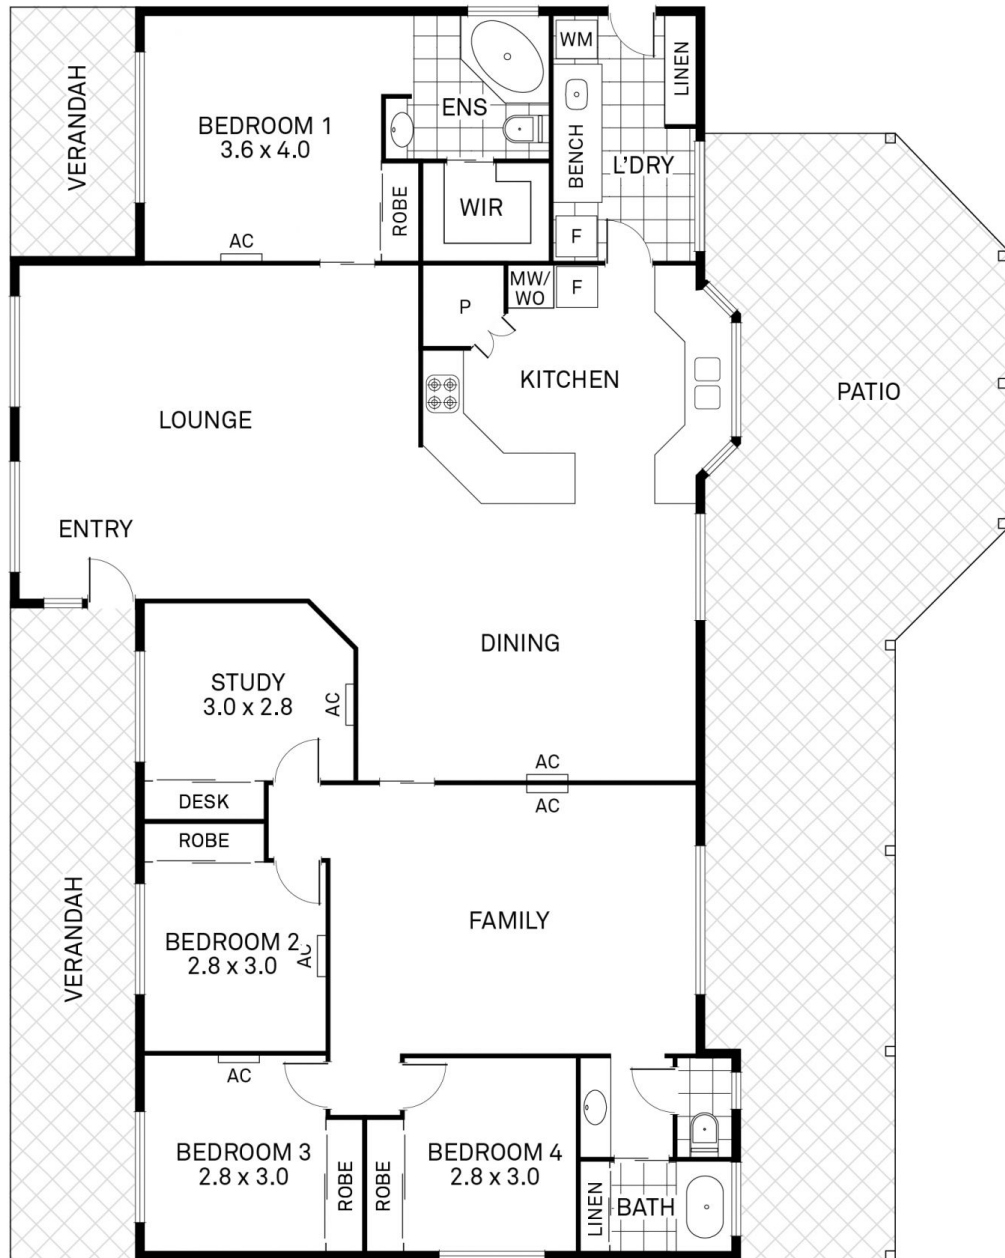 WM
LINEN
VERANDAH
ENS
BEDROOM 1
3.6 x 4.0
BENCH
L'DRY
ROBE
WIR
AC
F
MW/
WO
F
P
KITCHEN
PATIO
LOUNGE
ENTRY
DINING
STUDY
3.0 x 2.8
AC
AC
AC
DESK
ROBE
VERANDAH
FAMILY
BEDROOM 2
2.8 x 3.0
AC
AC
BEDROOM 3
2.8 x 3.0
ROBE
ROBE
BEDROOM 4
2.8 x 3.0
LINEN
BATH